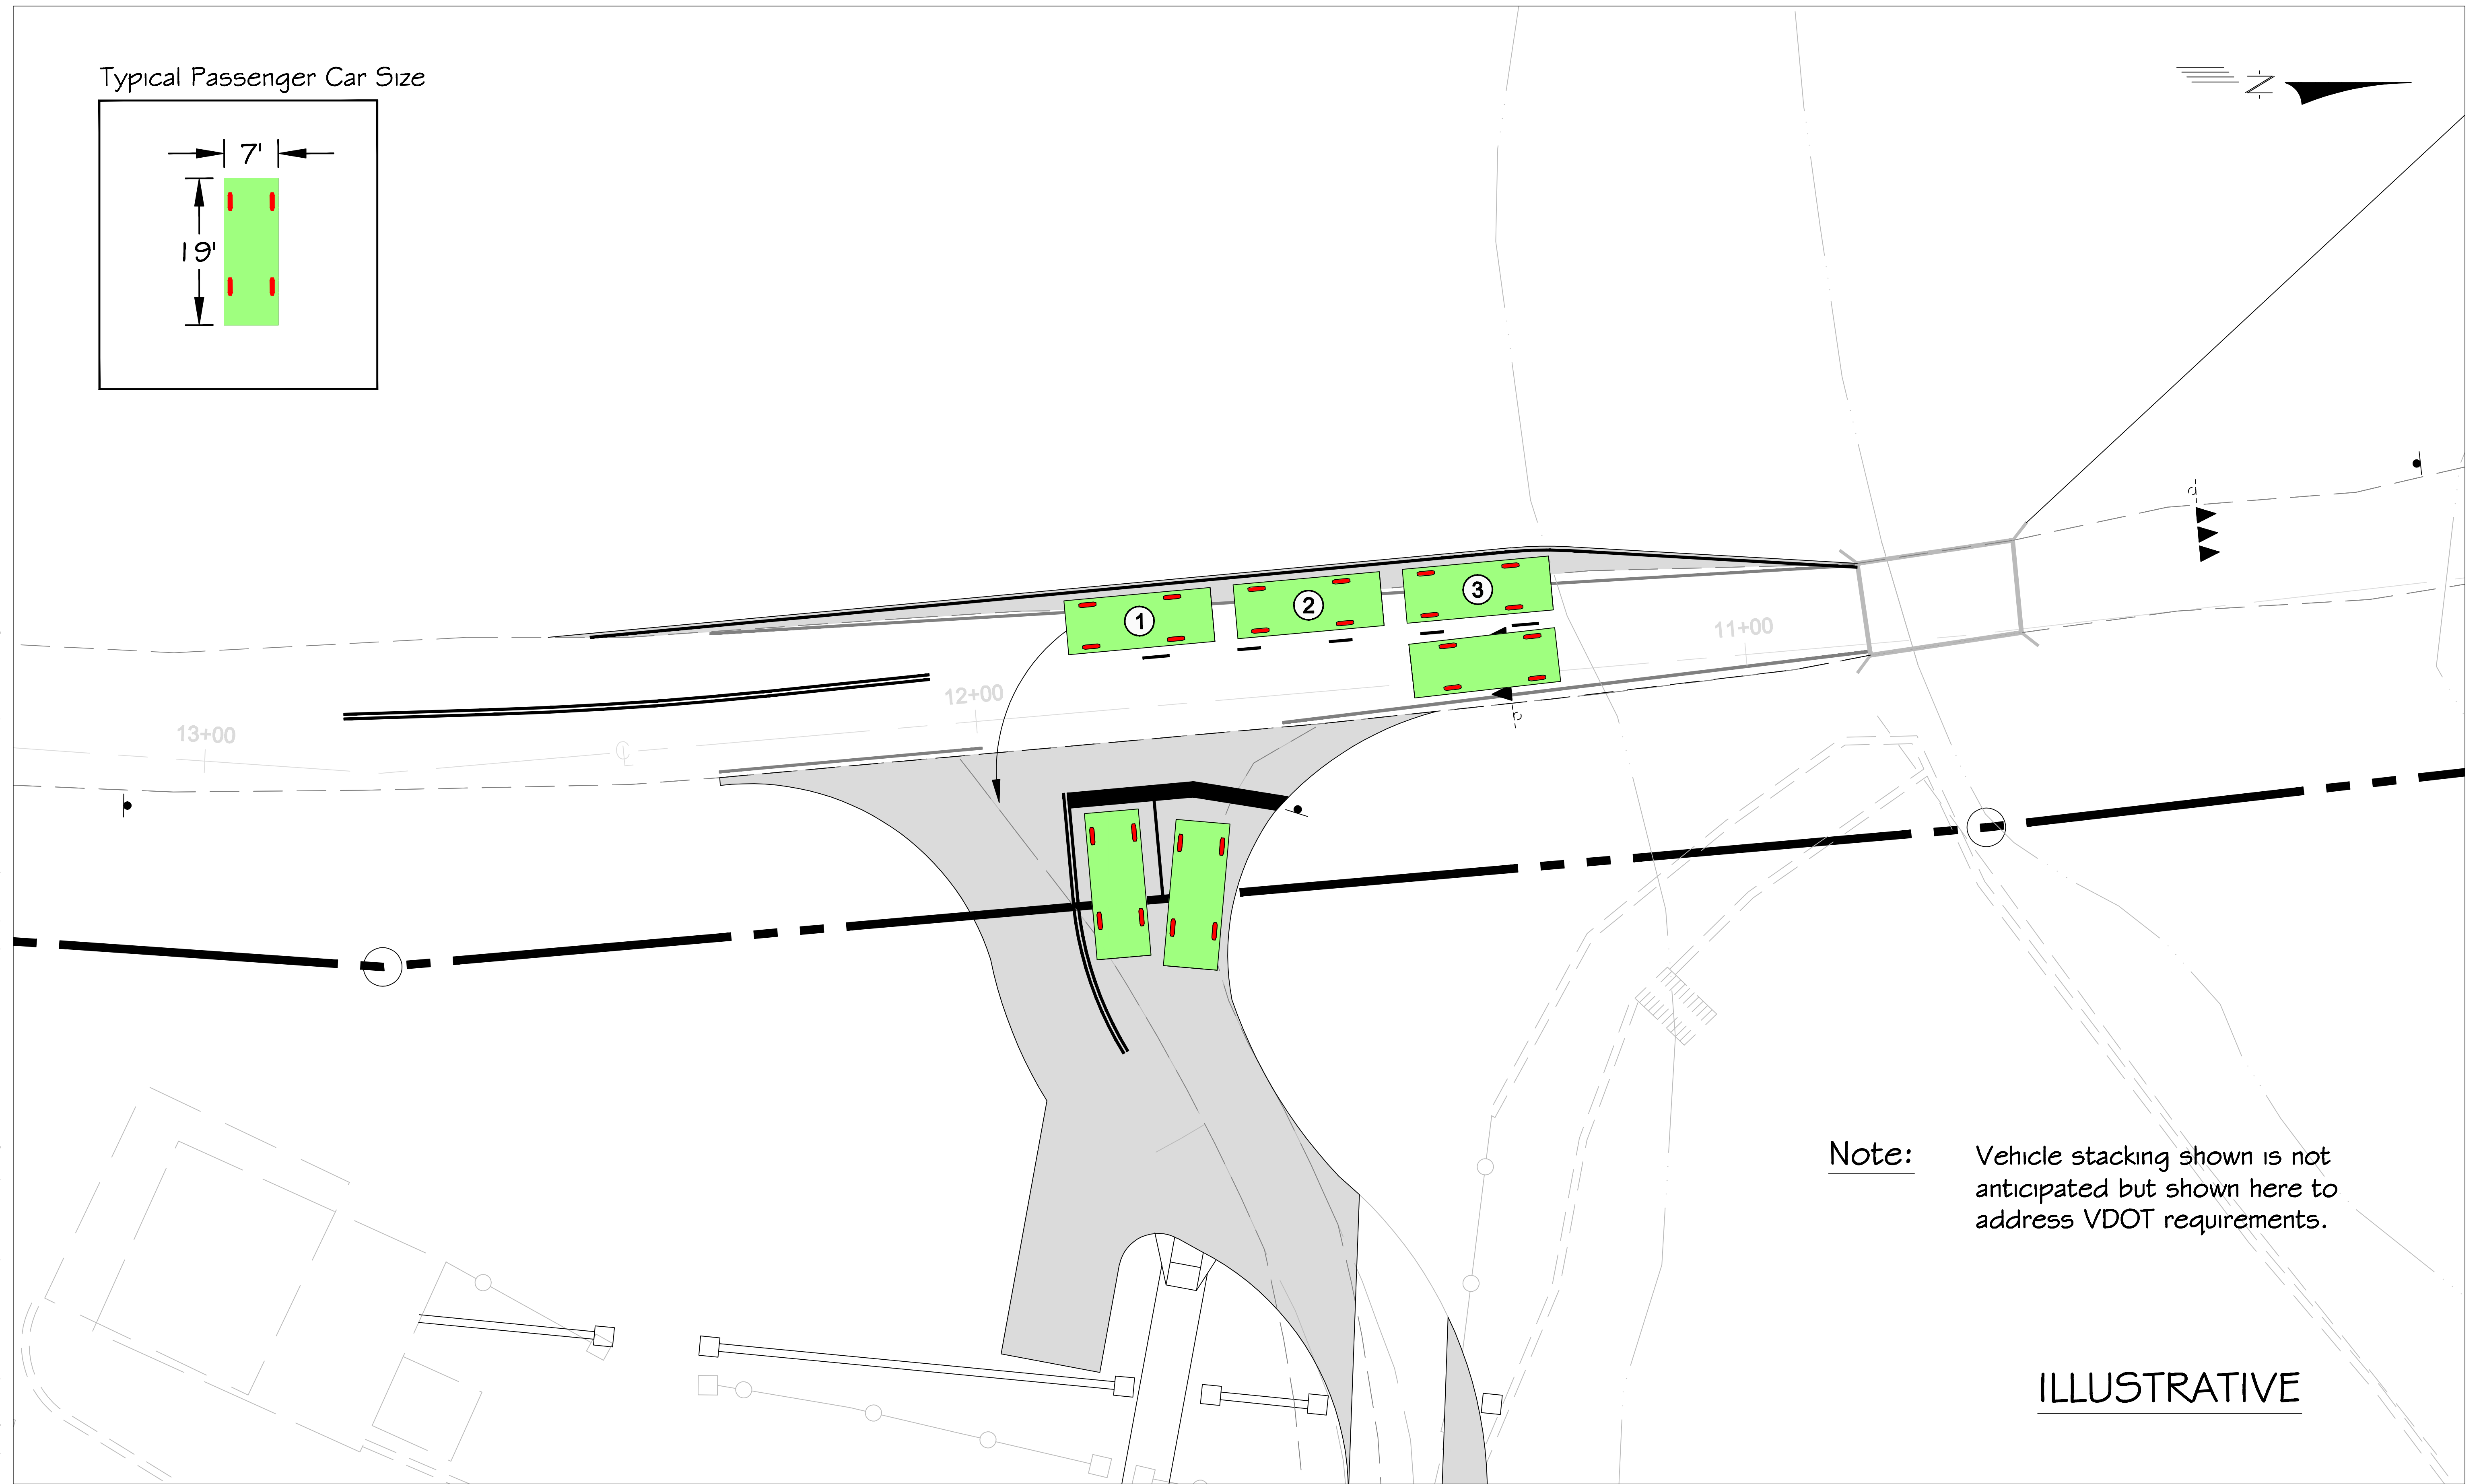 Typical Passenger Car Size
N
7'
19'
d
1
2
3
11+00
12+00
13+00
CL
p
Note: Vehicle stacking shown is not
anticipated but shown here to
address VDOT requirements.
ILLUSTRATIVE